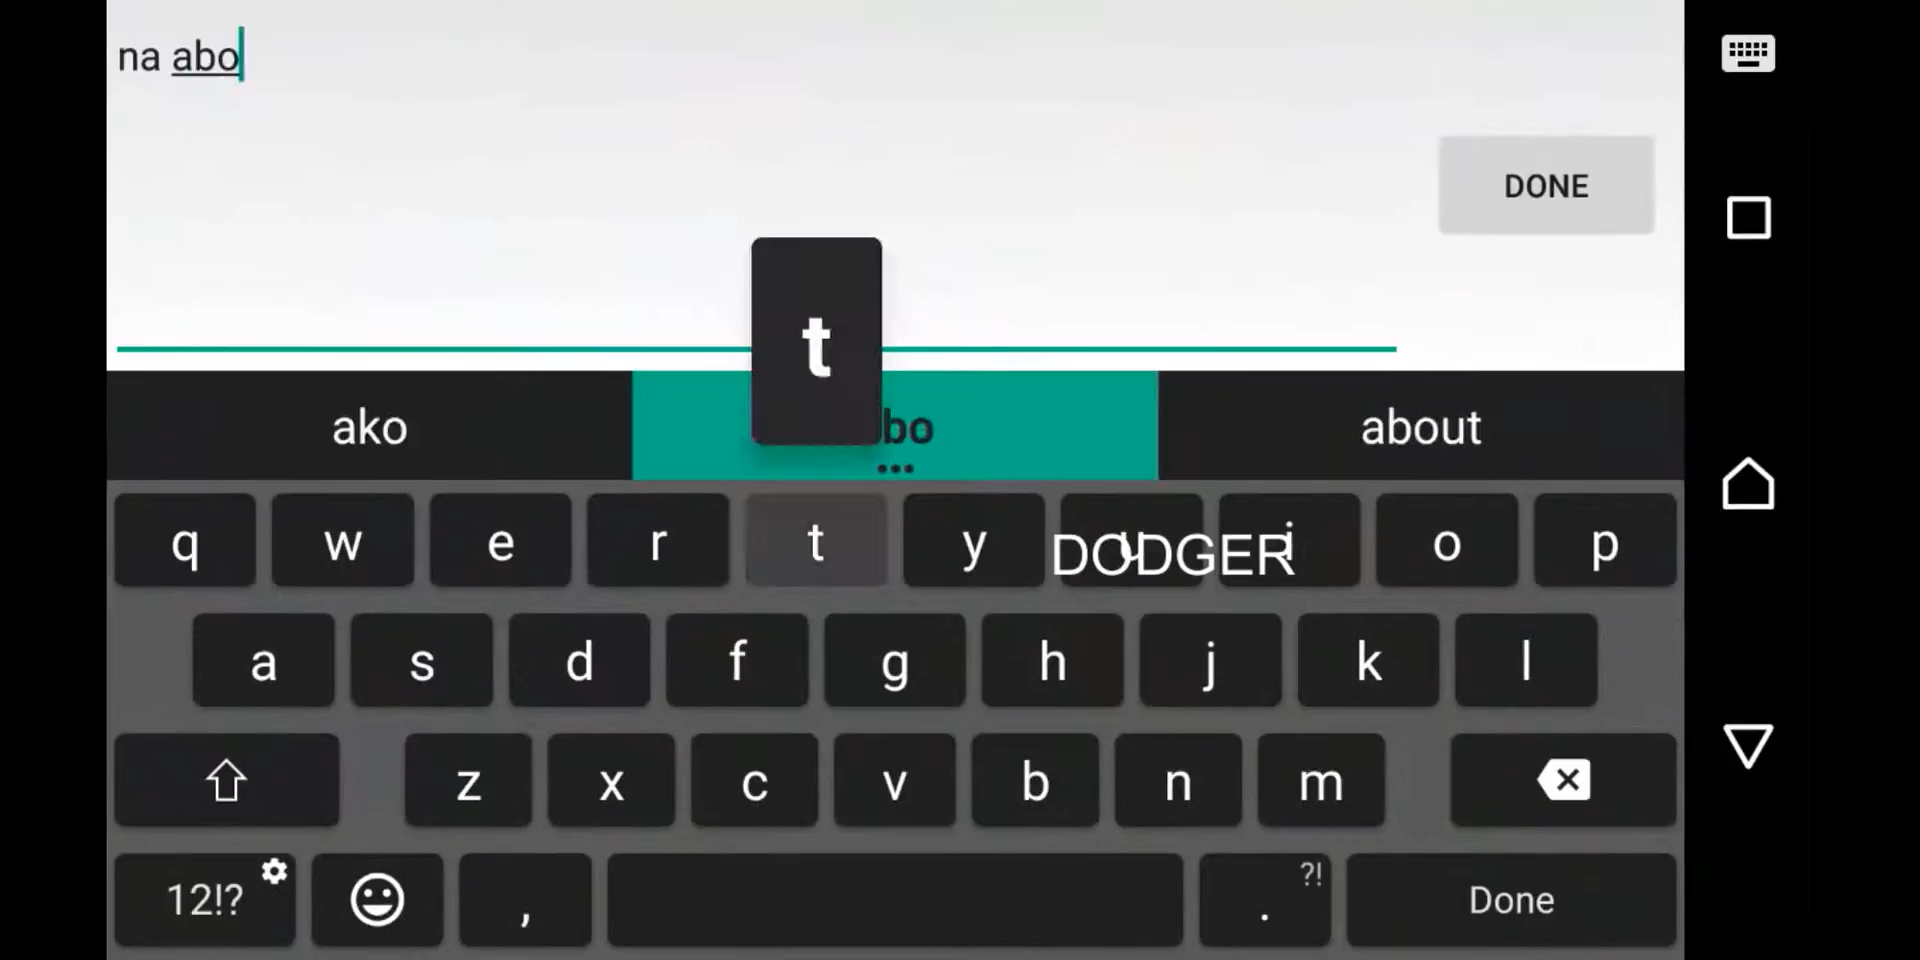 na abo
DONE
t
ako bo about
q w e r t y u i o p
DODGER
a s d f g h j k l
z x c v b n m
12!? , . ?! Done